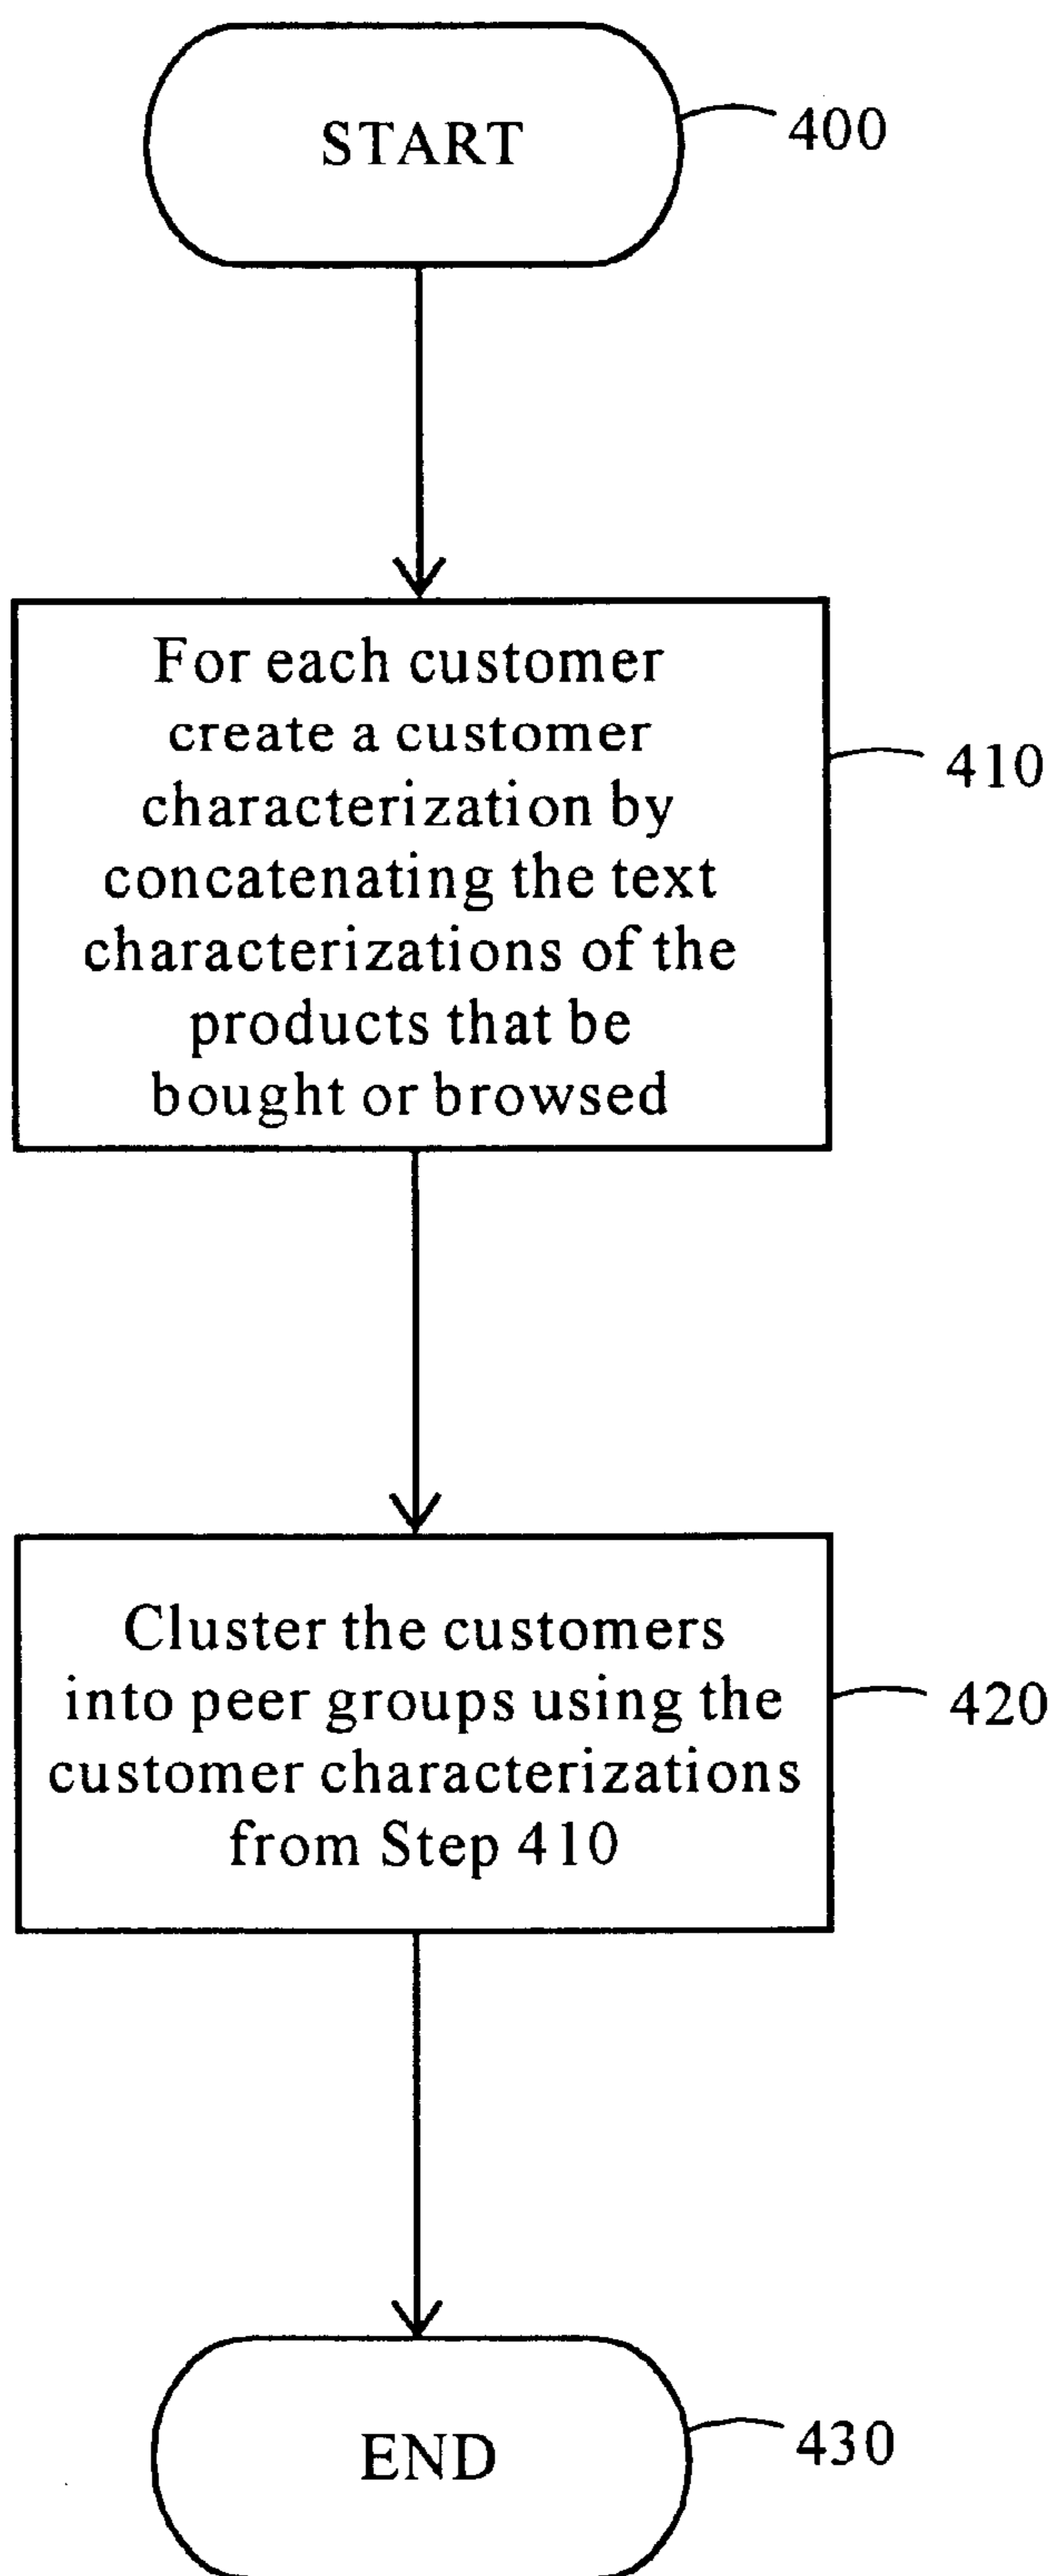 START
400
For each customer
create a customer
characterization by
concatenating the text
characterizations of the
products that be
bought or browsed
410
Cluster the customers
into peer groups using the
customer characterizations
from Step 410
420
END
430